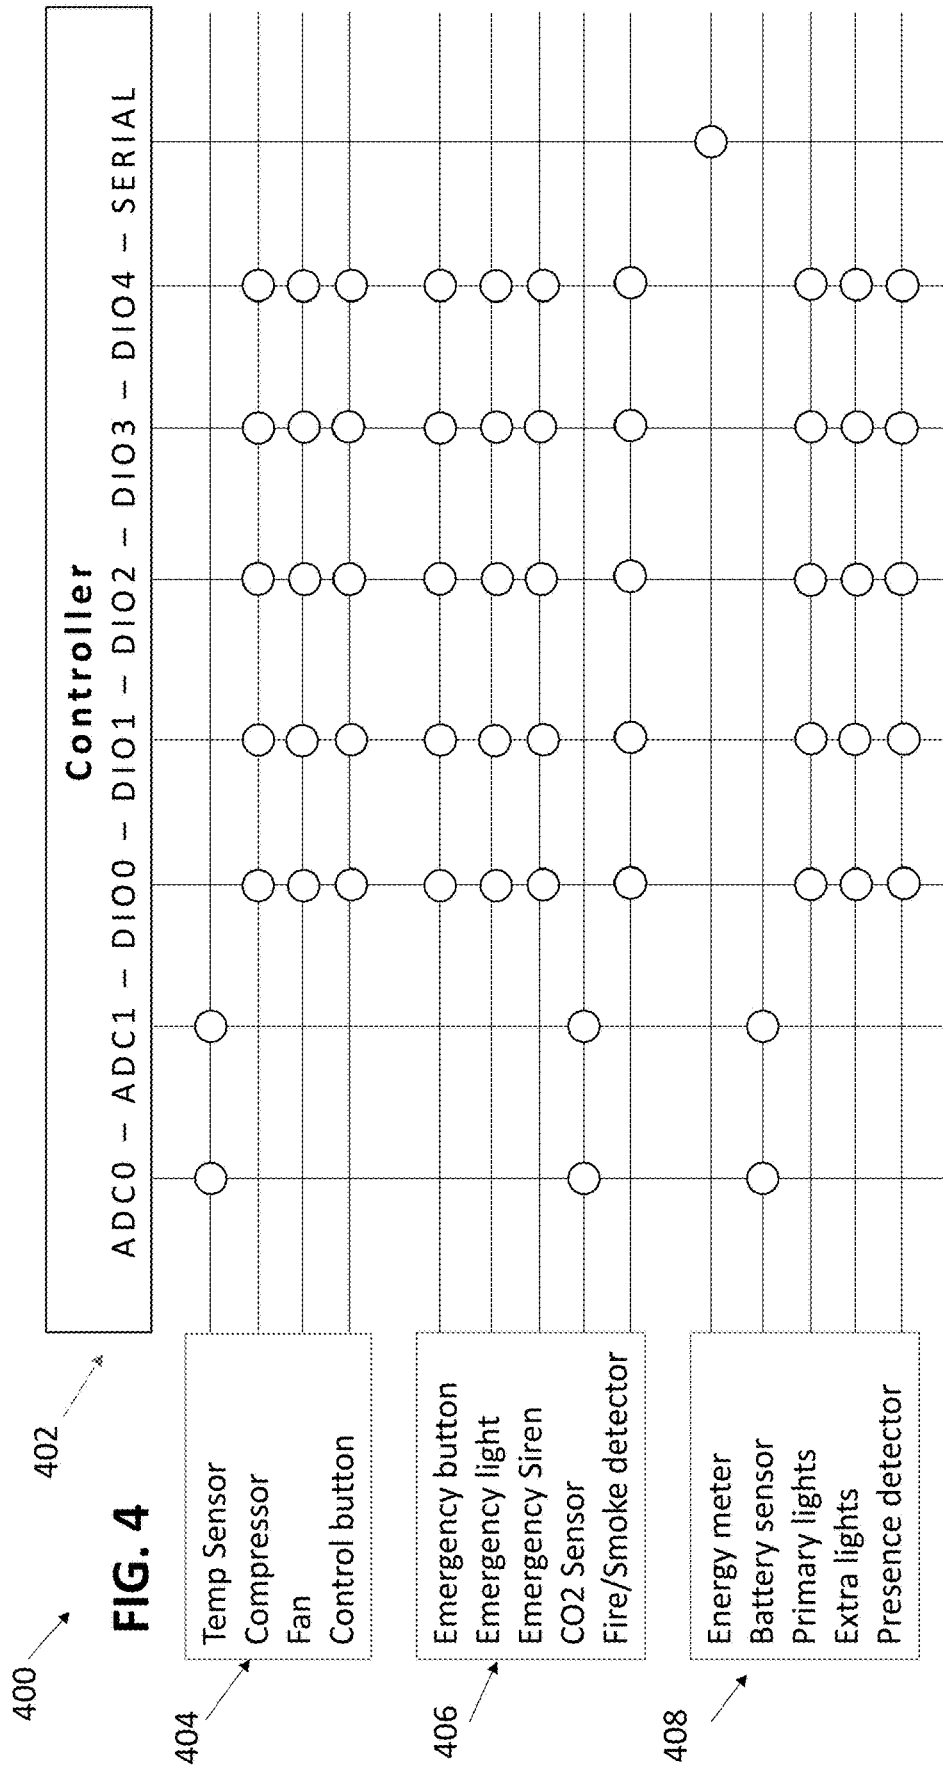 400
FIG. 4
402
Controller
ADC0 – ADC1 – DIO0 – DIO1 – DIO2 – DIO3 – DIO4 – SERIAL
404
Temp Sensor
Compressor
Fan
Control button
406
Emergency button
Emergency light
Emergency Siren
CO2 Sensor
Fire/Smoke detector
408
Energy meter
Battery sensor
Primary lights
Extra lights
Presence detector